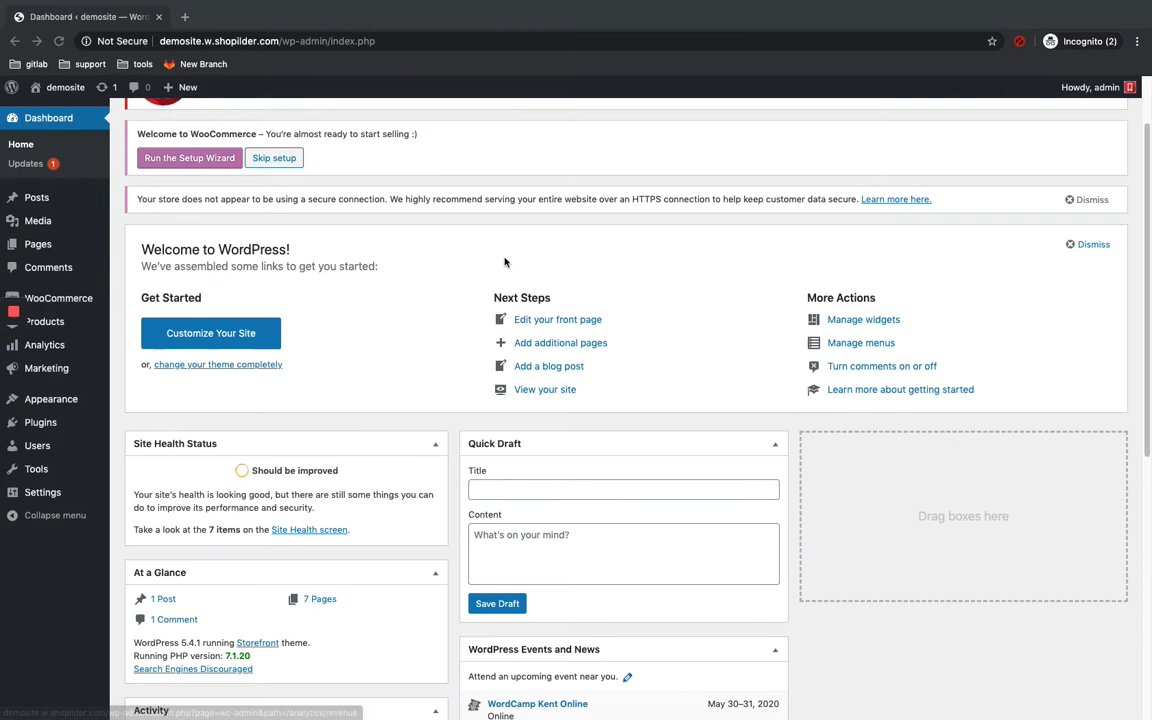 Dashboard ‹ demosite — Wor
Not Secure
demosite.w.shopilder.com/wp-admin/index.php
Incognito (2)
gitlab
support
tools
New Branch
demosite
1
0
New
Howdy, admin
Dashboard
Home
Updates 1
Posts
Media
Pages
Comments
WooCommerce
Products
Analytics
Marketing
Appearance
Plugins
Users
Tools
Settings
Collapse menu
Welcome to WooCommerce – You're almost ready to start selling :)
Run the Setup Wizard
Skip setup
Your store does not appear to be using a secure connection. We highly recommend serving your entire website over an HTTPS connection to help keep customer data secure. Learn more here.
Dismiss
Welcome to WordPress!
Dismiss
We've assembled some links to get you started:
Get Started
Customize Your Site
or, change your theme completely
Next Steps
Edit your front page
Add additional pages
Add a blog post
View your site
More Actions
Manage widgets
Manage menus
Turn comments on or off
Learn more about getting started
Site Health Status
Should be improved
Your site's health is looking good, but there are still some things you can
do to improve its performance and security.
Take a look at the 7 items on the Site Health screen.
At a Glance
1 Post
7 Pages
1 Comment
WordPress 5.4.1 running Storefront theme.
Running PHP version: 7.1.20
Search Engines Discouraged
Activity
Quick Draft
Title
Content
What's on your mind?
Save Draft
WordPress Events and News
Attend an upcoming event near you.
WordCamp Kent Online
May 30–31, 2020
Online
Drag boxes here